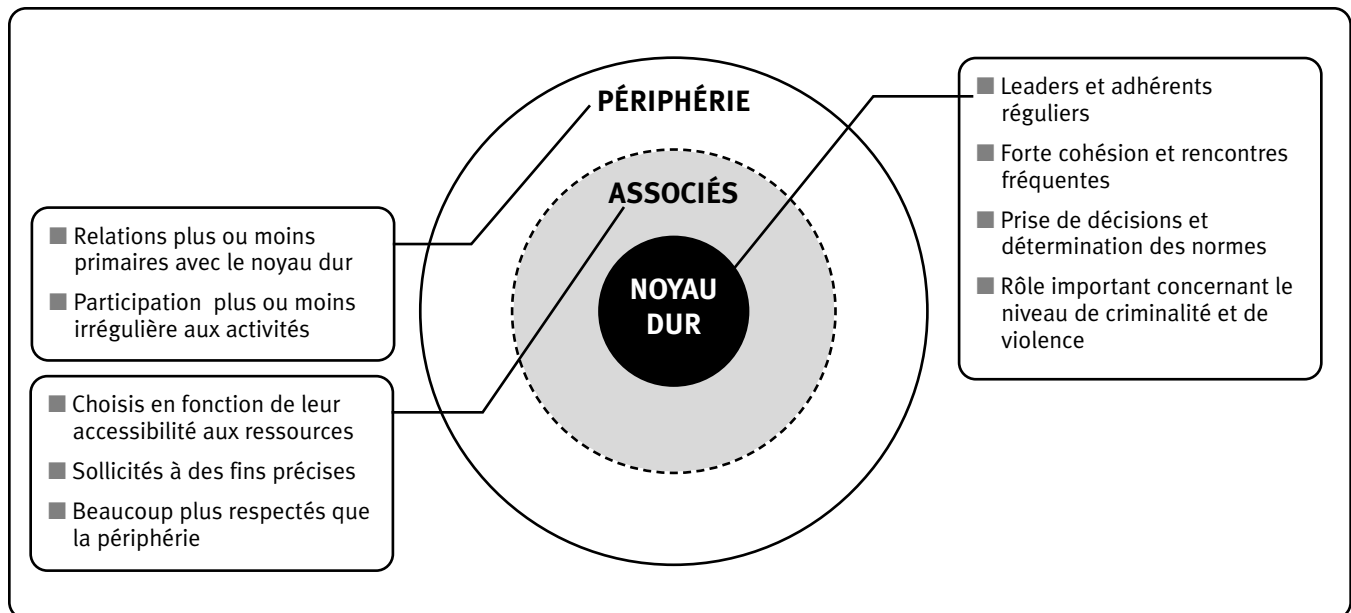 PÉRIPHÉRIE
ASSOCIÉS
NOYAU
DUR
■ Relations plus ou moins
primaires avec le noyau dur
■ Participation plus ou moins
irrégulière aux activités
■ Choisis en fonction de leur
accessibilité aux ressources
■ Sollicités à des fins précises
■ Beaucoup plus respectés que
la périphérie
■ Leaders et adhérents
réguliers
■ Forte cohésion et rencontres
fréquentes
■ Prise de décisions et
détermination des normes
■ Rôle important concernant le
niveau de criminalité et de
violence